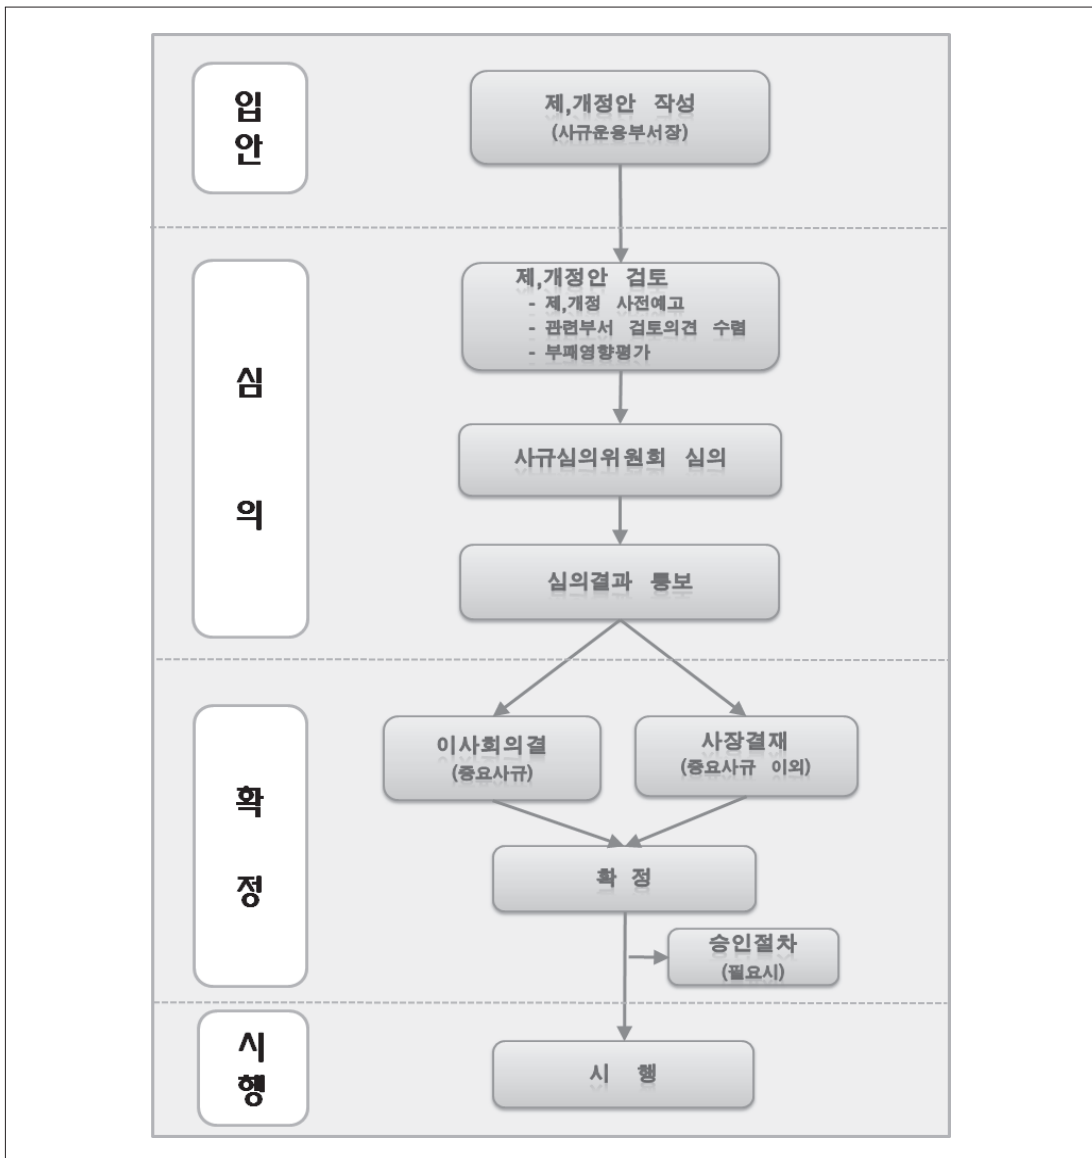 입
안
제,개정안 작성
(사규운용부서장)
심
의
제,개정안 검토
- 제,개정 사전예고
- 관련부서 검토의견 수렴
- 부패영향평가
사규심의위원회 심의
심의결과 통보
확
정
이사회의결
(중요사규)
사장결재
(중요사규 이외)
확 정
승인절차
(필요시)
시
행
시 행